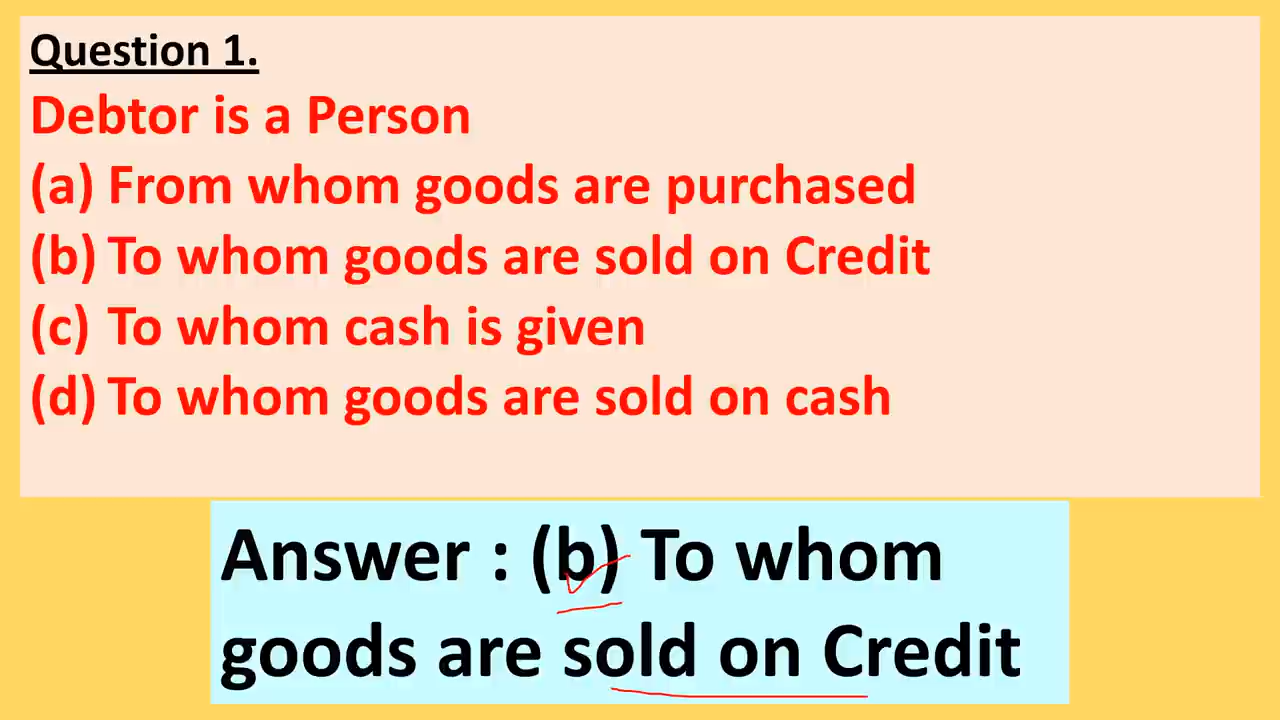 Question 1.
Debtor is a Person
(a) From whom goods are purchased
(b) To whom goods are sold on Credit
(c) To whom cash is given
(d) To whom goods are sold on cash
Answer : (b) To whom
goods are sold on Credit